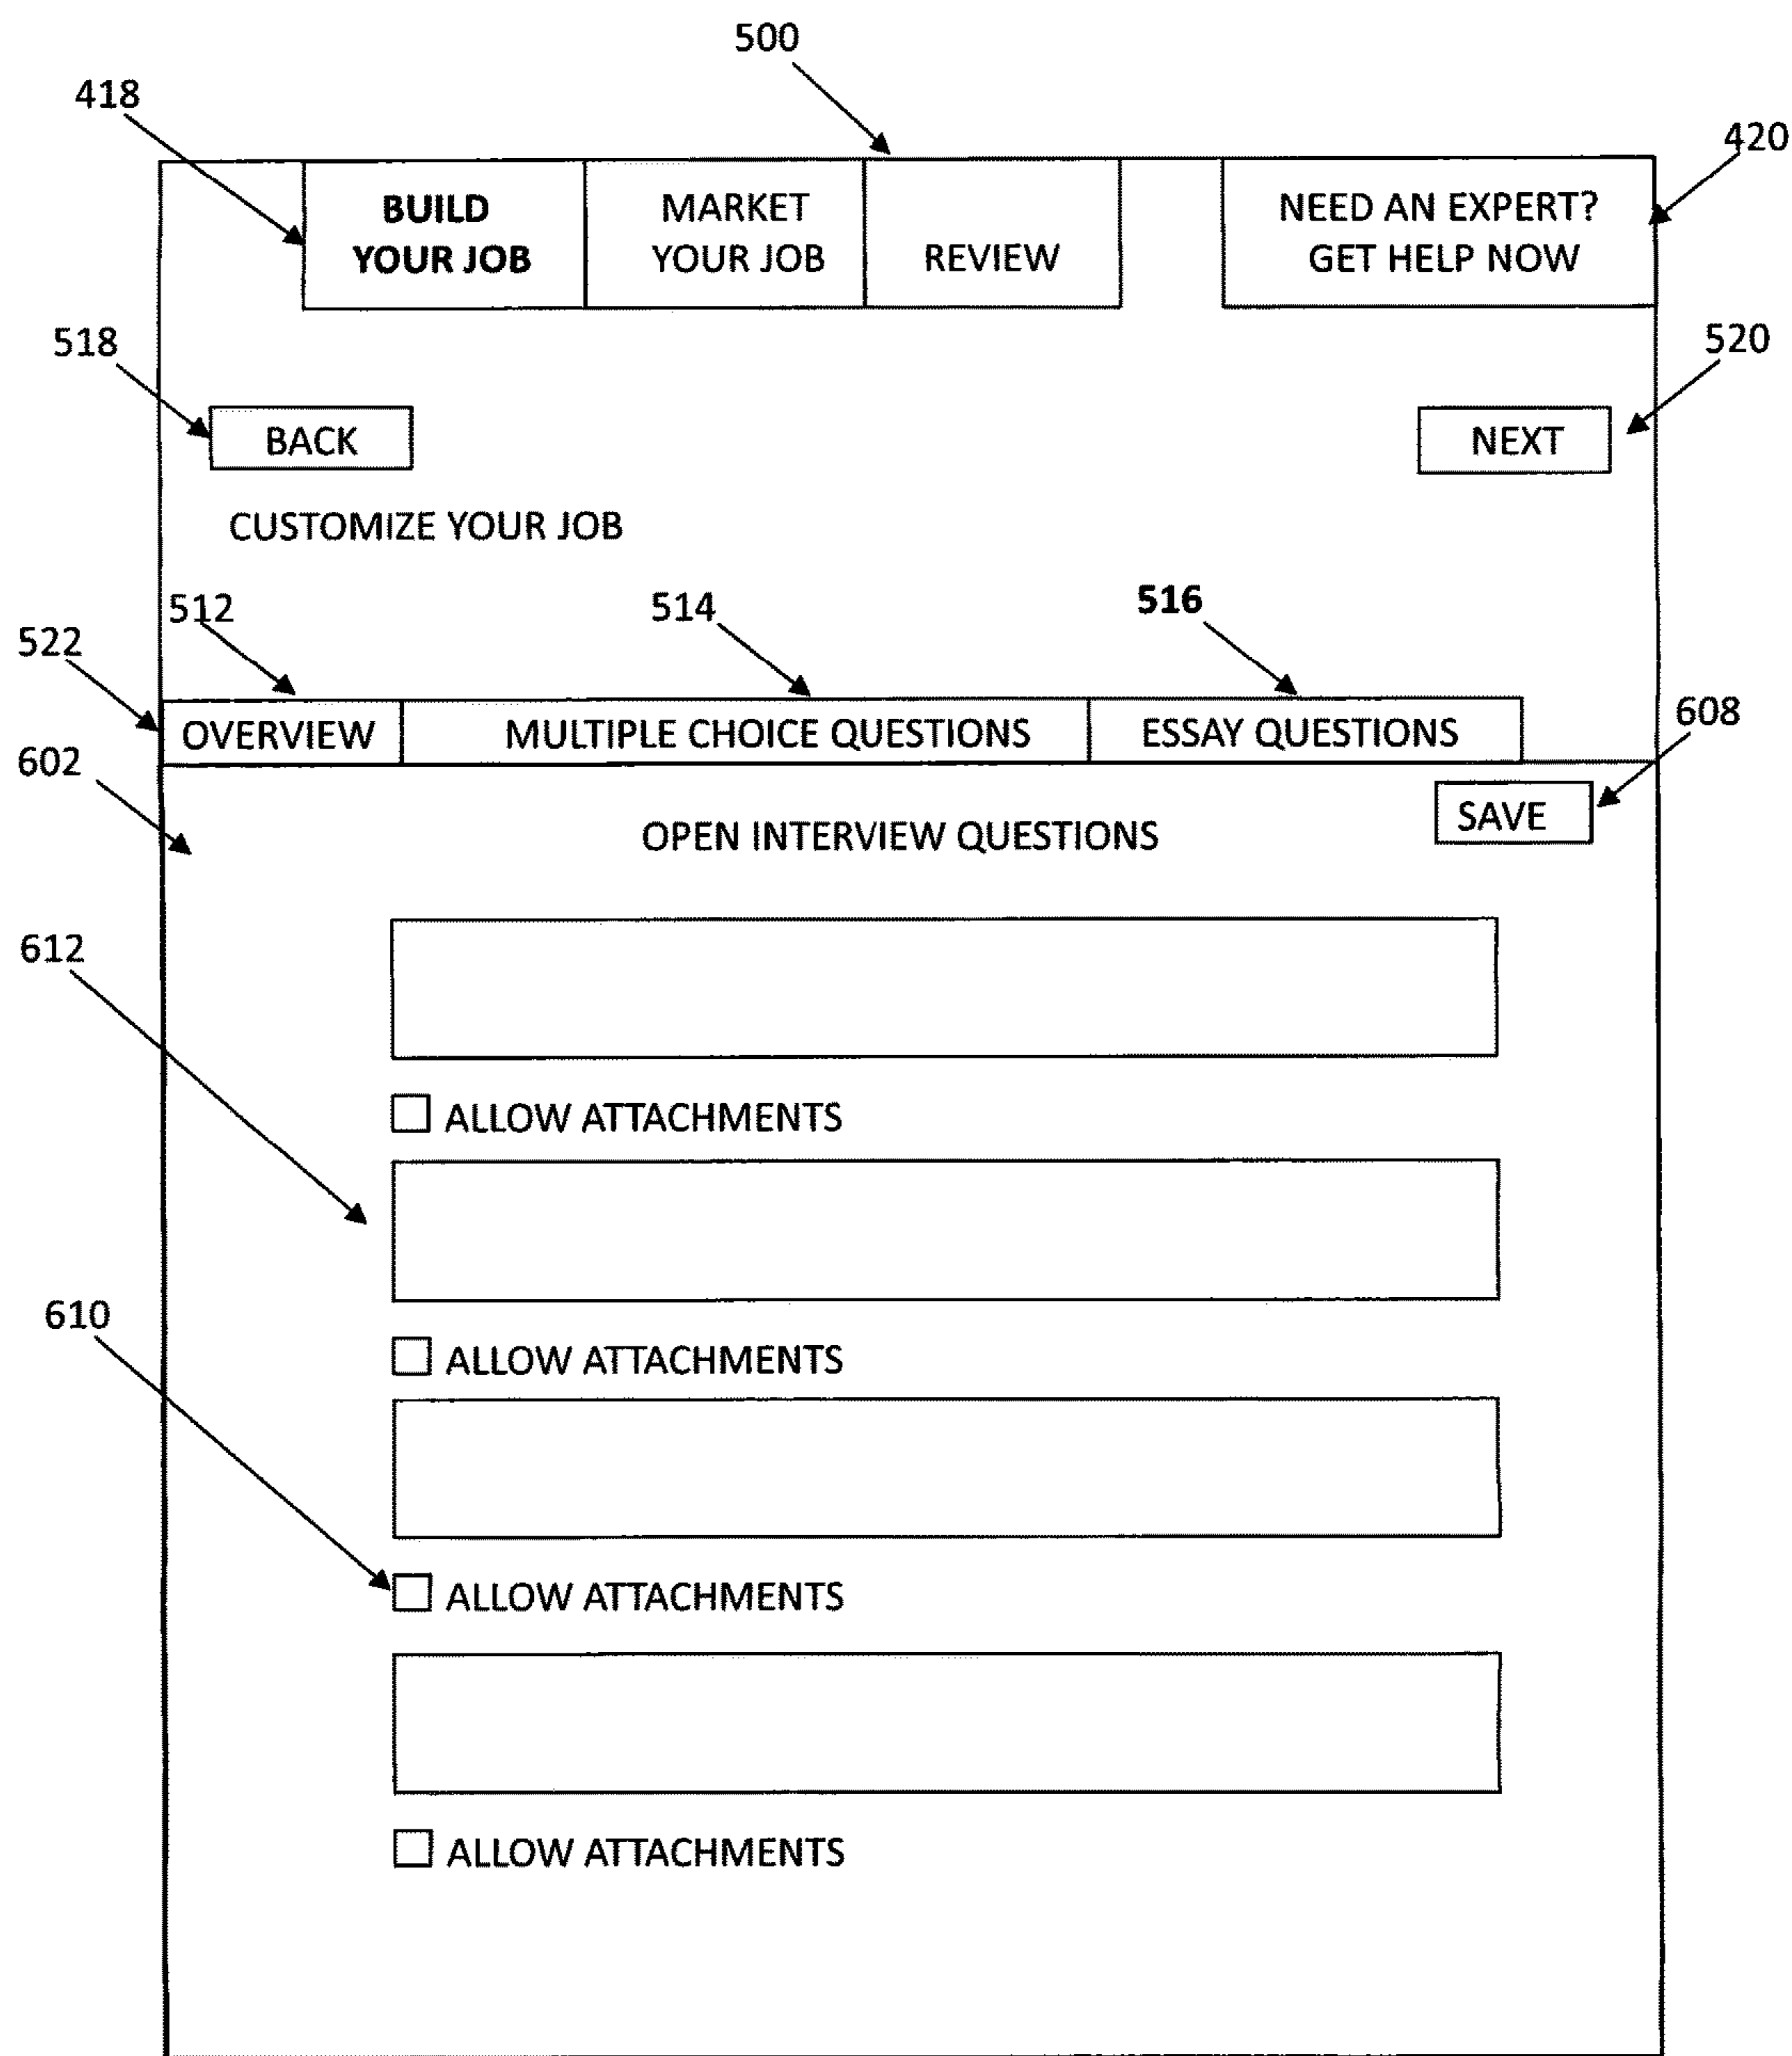 500
418
420
BUILD
YOUR JOB
MARKET
YOUR JOB
REVIEW
NEED AN EXPERT?
GET HELP NOW
518
520
BACK
NEXT
CUSTOMIZE YOUR JOB
512
514
516
522
OVERVIEW
MULTIPLE CHOICE QUESTIONS
ESSAY QUESTIONS
608
602
SAVE
OPEN INTERVIEW QUESTIONS
612
ALLOW ATTACHMENTS
610
ALLOW ATTACHMENTS
ALLOW ATTACHMENTS
ALLOW ATTACHMENTS